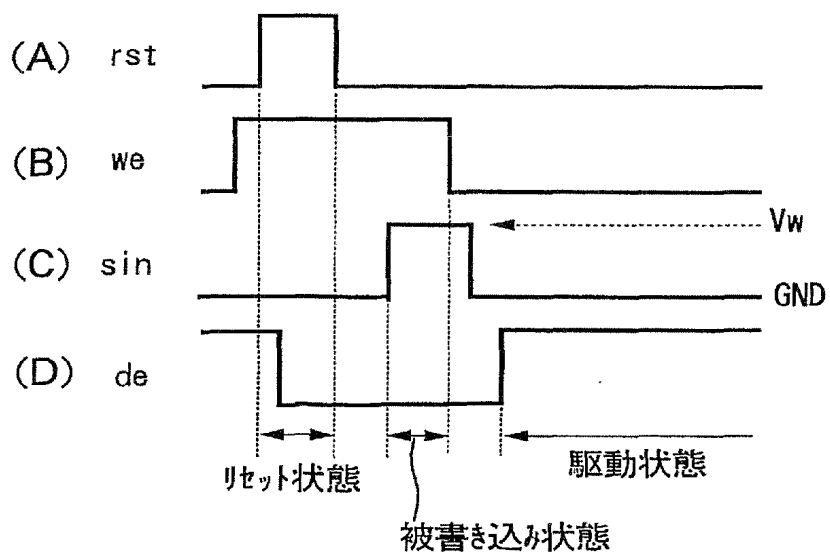 (A) rst
(B) we
Vw
(C) sin
GND
(D) de
リセット状態
駆動状態
被書き込み状態